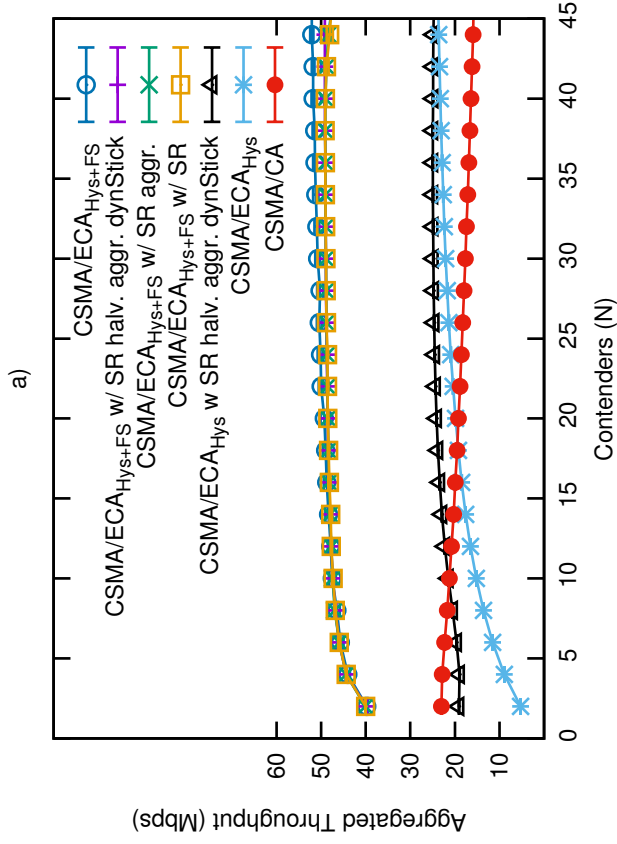 a)
CSMA/ECAHys+FS
CSMA/ECAHys+FS w/ SR halv. aggr. dynStick
CSMA/ECAHys+FS w/ SR aggr.
CSMA/ECAHys+FS w/ SR
CSMA/ECAHys w SR halv. aggr. dynStick
CSMA/ECAHys
CSMA/CA
Aggregated Throughput (Mbps)
60
50
40
30
20
10
0 5 10 15 20 25 30 35 40 45
Contenders (N)